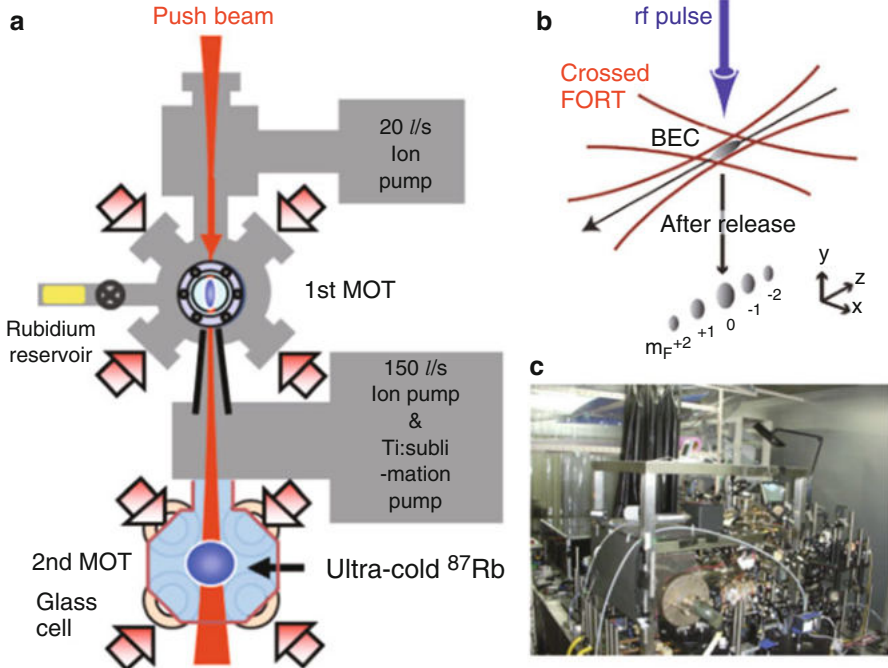 a
Push beam
20 l/s
Ion
pump
1st MOT
Rubidium
reservoir
150 l/s
Ion pump
&
Ti:subli
-mation
pump
2nd MOT
Ultra-cold ⁸⁷Rb
Glass
cell
b
rf pulse
Crossed
FORT
BEC
After release
y
z
x
-2
-1
0
+1
mF+2
c